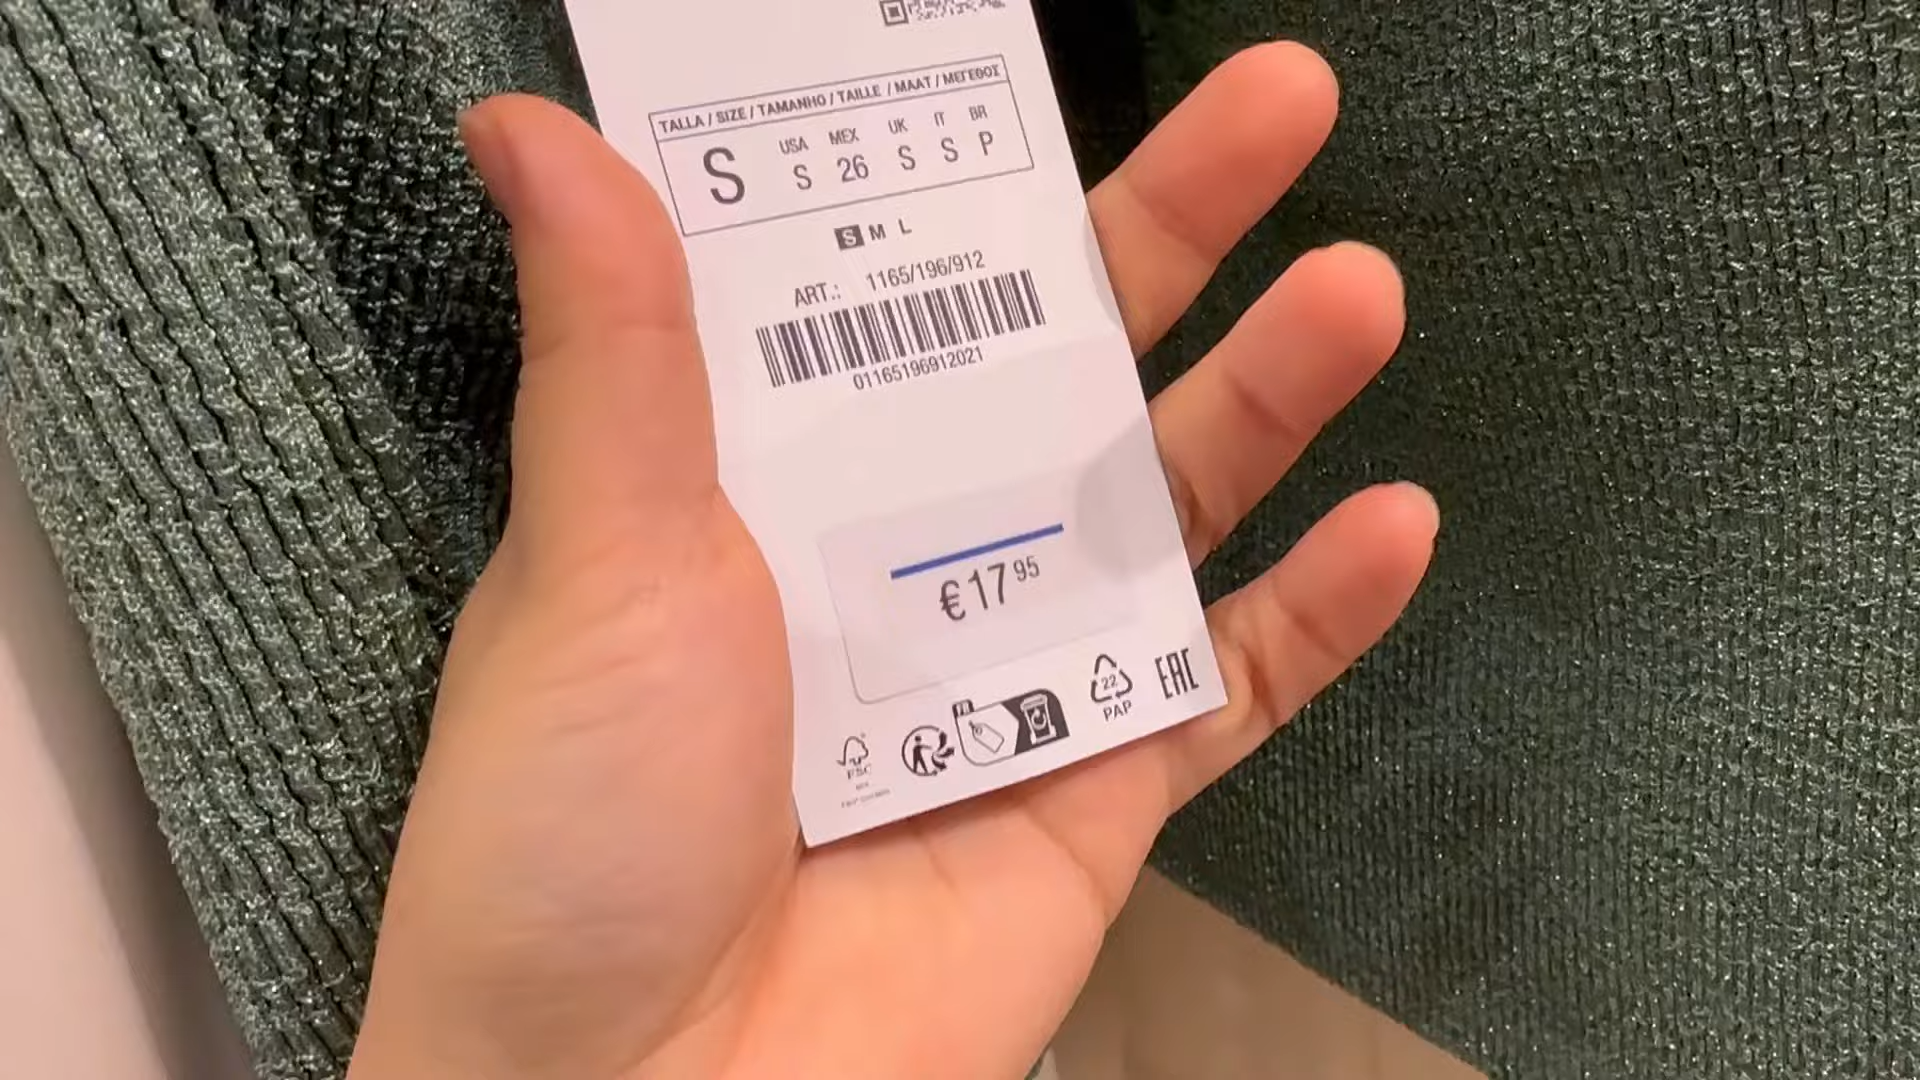 TALLA / SIZE / TAMANHO / TAILLE / MAAT / ΜΕΓΕΘΟΣ
USA MEX UK IT BR
S S 26 S S P
S M L
ART.: 1165/196/912
01165196912021
€17 95
22
PAP
EAC
FSC